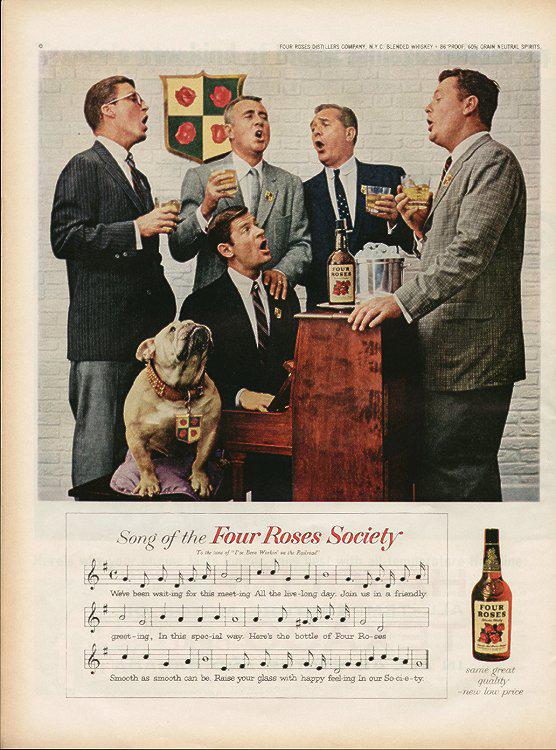 FOUR ROSES DISTILLERS COMPANY, N.Y.C. BLENDED WHISKEY • 86 PROOF, 60% GRAIN NEUTRAL SPIRITS.
FOUR
ROSES
Song of the Four Roses Society
To the tune of "I've Been Workin' on the Railroad"
We've been wait-ing for this meet-ing All the live-long day. Join us in a friendly
greet-ing, In this spec-ial way. Here's the bottle of Four Ro-ses
Smooth as smooth can be. Raise your glass with happy feel-ing In our So-ci-e-ty.
FOUR
ROSES
same great
quality
-new low price